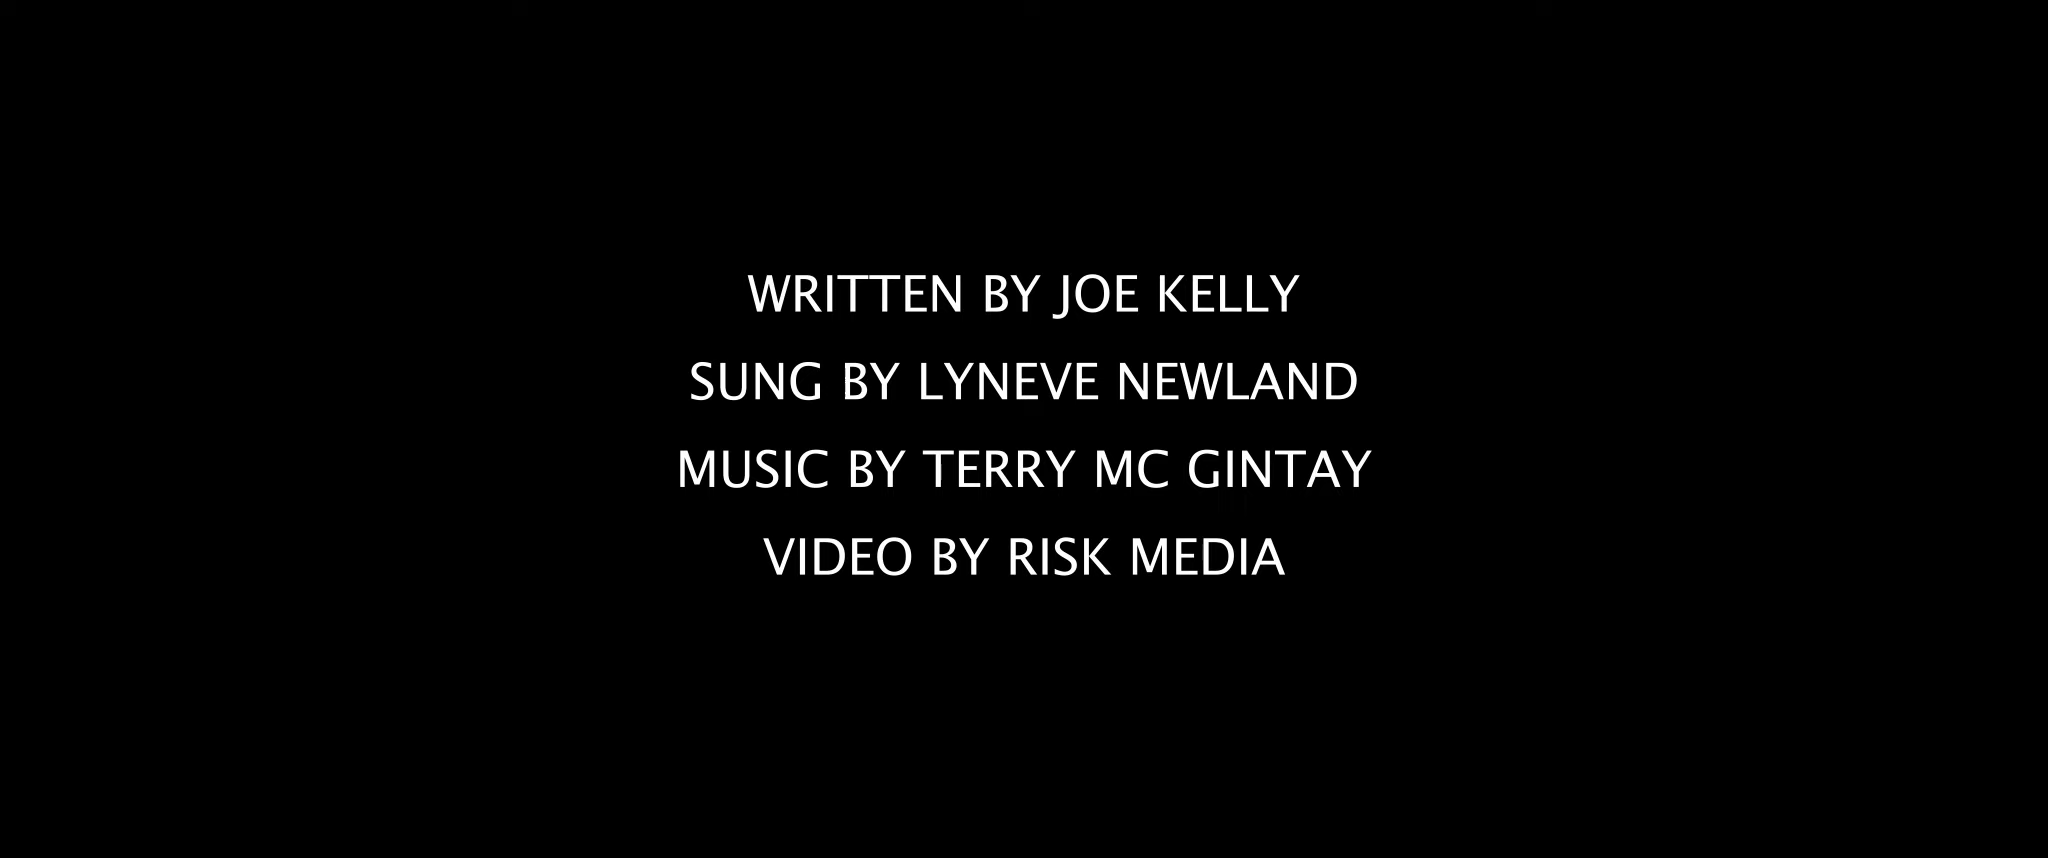 WRITTEN BY JOE KELLY
SUNG BY LYNEVE NEWLAND
MUSIC BY TERRY MC GINTAY
VIDEO BY RISK MEDIA